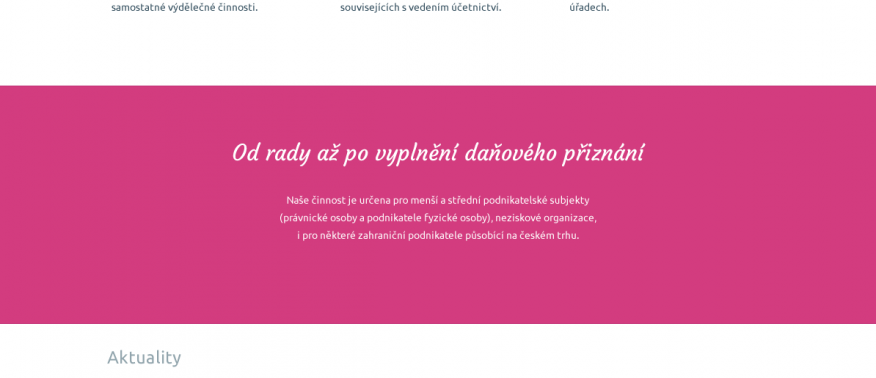 samostatné výdělečné činnosti.
souvisejících s vedením účetnictví.
úřadech.
Od rady až po vyplnění daňového přiznání
Naše činnost je určena pro menší a střední podnikatelské subjekty
(právnické osoby a podnikatele fyzické osoby), neziskové organizace,
i pro některé zahraniční podnikatele působící na českém trhu.
Aktuality